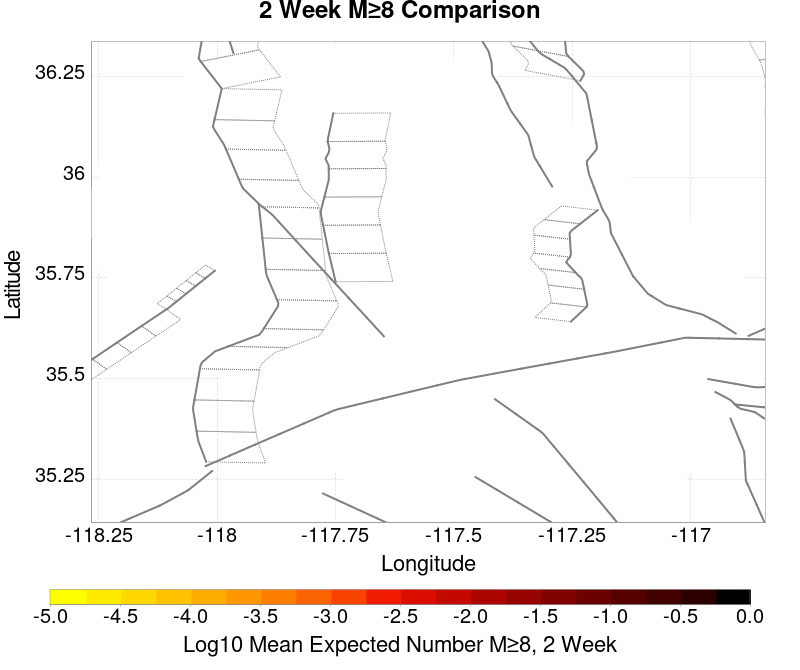 2 Week M≥8 Comparison
36.25
36
35.75
35.5
35.25
Latitude
-118.25 -118 -117.75 -117.5 -117.25 -117
Longitude
-5.0 -4.5 -4.0 -3.5 -3.0 -2.5 -2.0 -1.5 -1.0 -0.5 0.0
Log10 Mean Expected Number M≥8, 2 Week